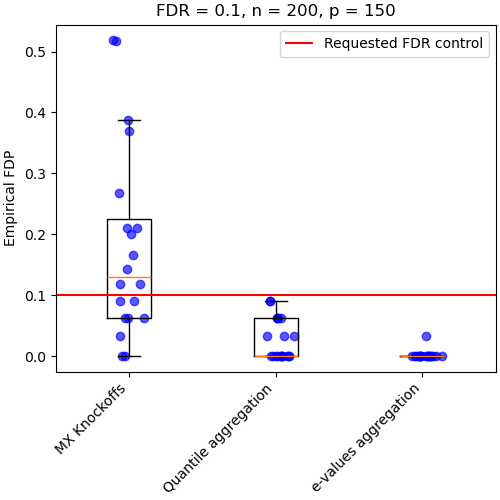 FDR = 0.1, n = 200, p = 150
Requested FDR control
Empirical FDP
0.5
0.4
0.3
0.2
0.1
0.0
MX Knockoffs
Quantile aggregation
e-values aggregation